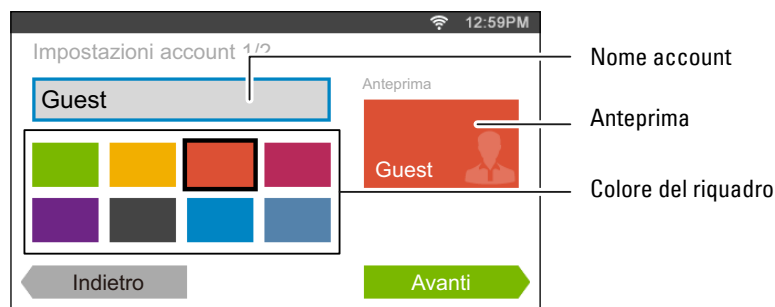 12:59PM
Impostazioni account 1/2
Guest
Anteprima
Guest
Indietro
Avanti
Nome account
Anteprima
Colore del riquadro